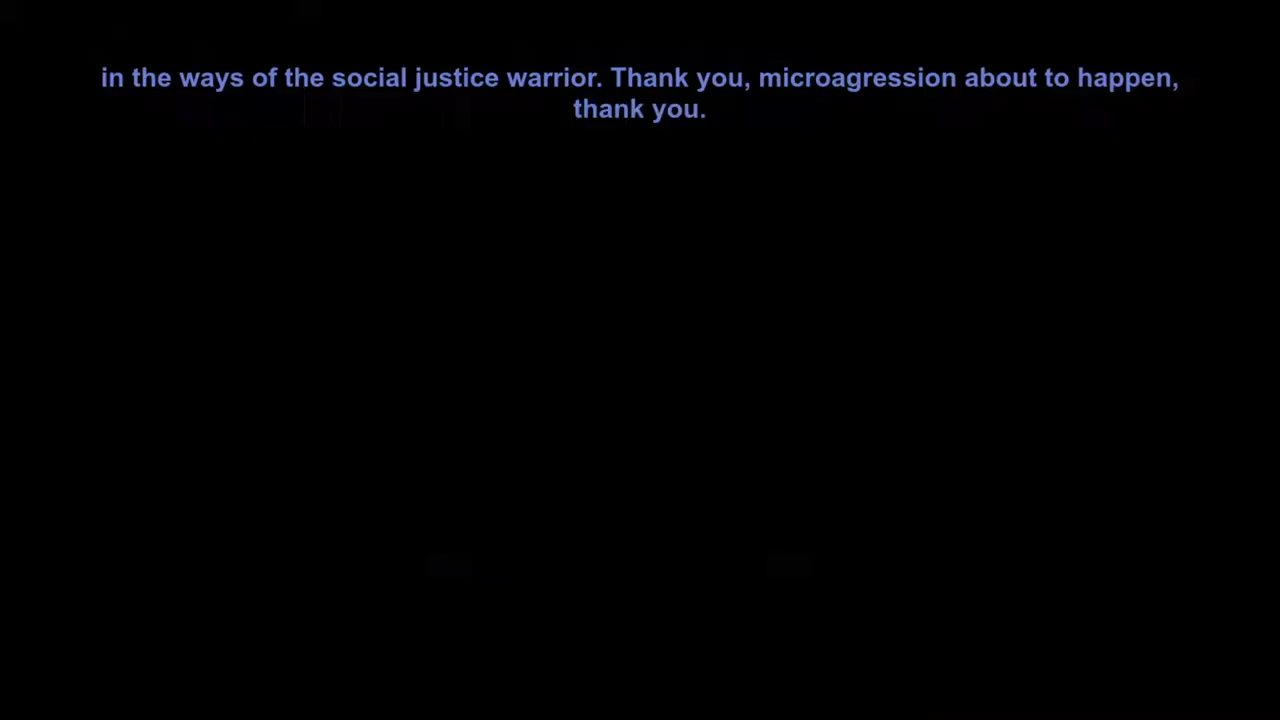 in the ways of the social justice warrior. Thank you, microagression about to happen,
thank you.